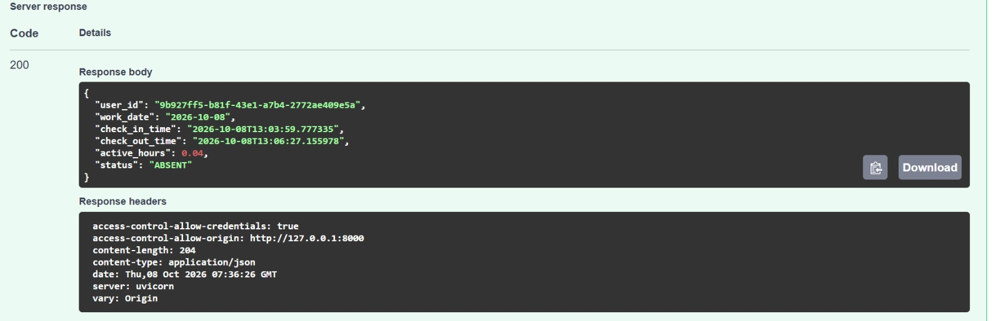 Server response
Code Details
200
Response body
{
  "user_id": "9b927ff5-b81f-43e1-a7b4-2772ae409e5a",
  "work_date": "2026-10-08",
  "check_in_time": "2026-10-08T13:03:59.777335",
  "check_out_time": "2026-10-08T13:06:27.155978",
  "active_hours": 0.04,
  "status": "ABSENT"
}
Download
Response headers
access-control-allow-credentials: true
access-control-allow-origin: http://127.0.0.1:8000
content-length: 204
content-type: application/json
date: Thu,08 Oct 2026 07:36:26 GMT
server: uvicorn
vary: Origin